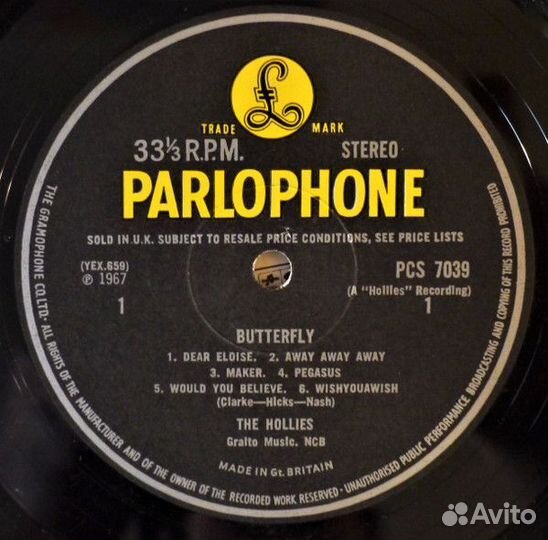 £
TRADE MARK
33⅓ R.P.M. STEREO
PARLOPHONE
SOLD IN U.K. SUBJECT TO RESALE PRICE CONDITIONS, SEE PRICE LISTS
(YEX.659) PCS 7039
℗ 1967 (A "Hollies" Recording)
1 1
BUTTERFLY
1. DEAR ELOISE. 2. AWAY AWAY AWAY
3. MAKER. 4. PEGASUS
5. WOULD YOU BELIEVE. 6. WISHYOUAWISH
(Clarke—Hicks—Nash)
THE HOLLIES
Gralto Music. NCB
MADE IN Gt. BRITAIN
THE GRAMOPHONE CO. LTD. · ALL RIGHTS OF THE MANUFACTURER AND OF THE OWNER OF THE RECORDED WORK RESERVED · UNAUTHORISED PUBLIC PERFORMANCE BROADCASTING AND COPYING OF THIS RECORD PROHIBITED
Avito